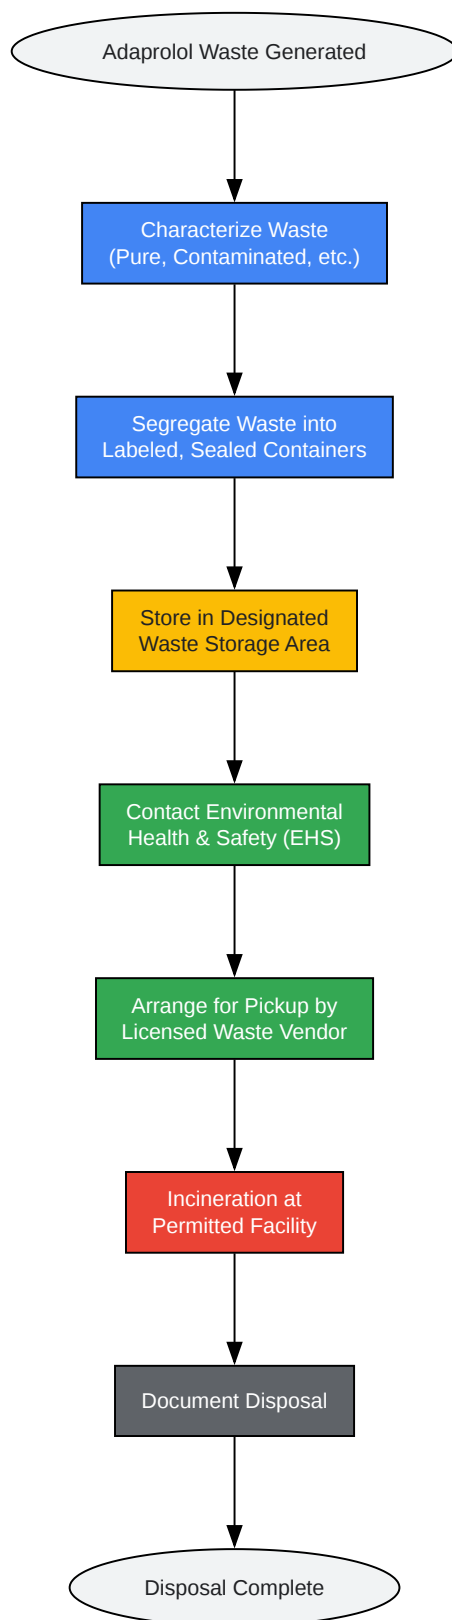 Adaprolol Waste Generated
Characterize Waste
(Pure, Contaminated, etc.)
Segregate Waste into
Labeled, Sealed Containers
Store in Designated
Waste Storage Area
Contact Environmental
Health & Safety (EHS)
Arrange for Pickup by
Licensed Waste Vendor
Incineration at
Permitted Facility
Document Disposal
Disposal Complete